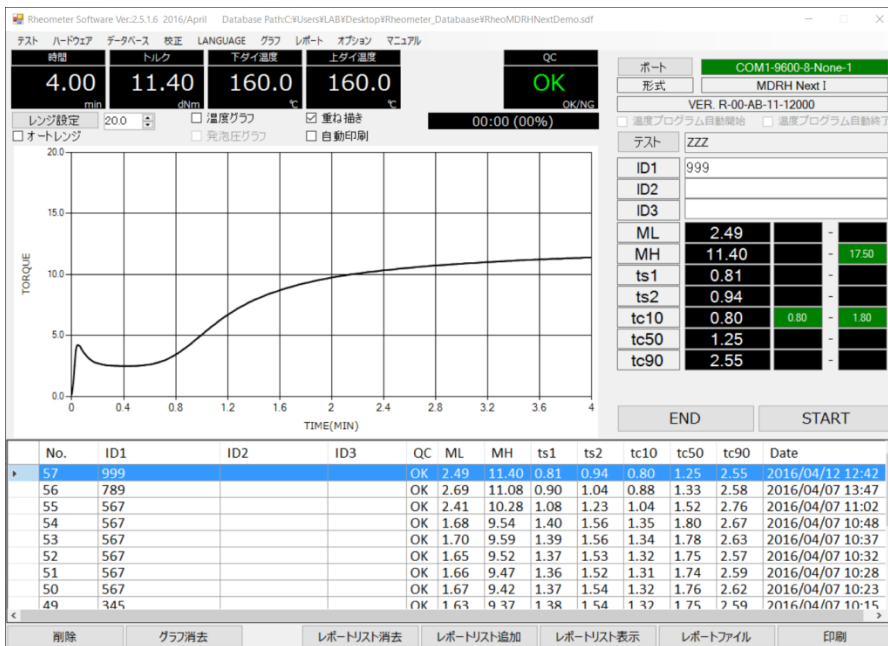 Rheometer Software Ver.:2.5.1.6 2016/April Database Path:C:¥Users¥LAB¥Desktop¥Rheometer_Databaase¥RheoMDRHNextDemo.sdf
テスト ハードウェア データベース 校正 LANGUAGE グラフ レポート オプション マニュアル
時間 トルク 下ダイ温度 上ダイ温度 QC
4.00 11.40 160.0 160.0 OK
min dNm ℃ ℃ OK/NG
ポート COM1-9600-8-None-1
形式 MDRH Next I
VER. R-00-AB-11-12000
レンジ設定 20.0 温度グラフ 重ね描き 00:00 (00%)
温度プログラム自動開始 温度プログラム自動終了
オートレンジ 発泡圧グラフ 自動印刷
テスト ZZZ
ID1 999
ID2
ID3
ML 2.49 -
MH 11.40 - 17.50
ts1 0.81 -
ts2 0.94 -
tc10 0.80 0.80 - 1.80
tc50 1.25 -
tc90 2.55 -
20.0
15.0
TORQUE
10.0
5.0
0.0
0 0.4 0.8 1.2 1.6 2 2.4 2.8 3.2 3.6 4
TIME(MIN)
END START
No. ID1 ID2 ID3 QC ML MH ts1 ts2 tc10 tc50 tc90 Date
57 999 OK 2.49 11.40 0.81 0.94 0.80 1.25 2.55 2016/04/12 12:42
56 789 OK 2.69 11.08 0.90 1.04 0.88 1.33 2.58 2016/04/07 13:47
55 567 OK 2.41 10.28 1.08 1.23 1.04 1.52 2.76 2016/04/07 11:02
54 567 OK 1.68 9.54 1.40 1.56 1.35 1.80 2.67 2016/04/07 10:48
53 567 OK 1.70 9.59 1.39 1.56 1.34 1.78 2.63 2016/04/07 10:37
52 567 OK 1.65 9.52 1.37 1.53 1.32 1.75 2.57 2016/04/07 10:32
51 567 OK 1.66 9.47 1.36 1.52 1.31 1.74 2.59 2016/04/07 10:28
50 567 OK 1.67 9.42 1.37 1.54 1.32 1.76 2.62 2016/04/07 10:23
49 345 OK 1.63 9.37 1.38 1.54 1.32 1.75 2.59 2016/04/07 10:15
削除 グラフ消去 レポートリスト消去 レポートリスト追加 レポートリスト表示 レポートファイル 印刷